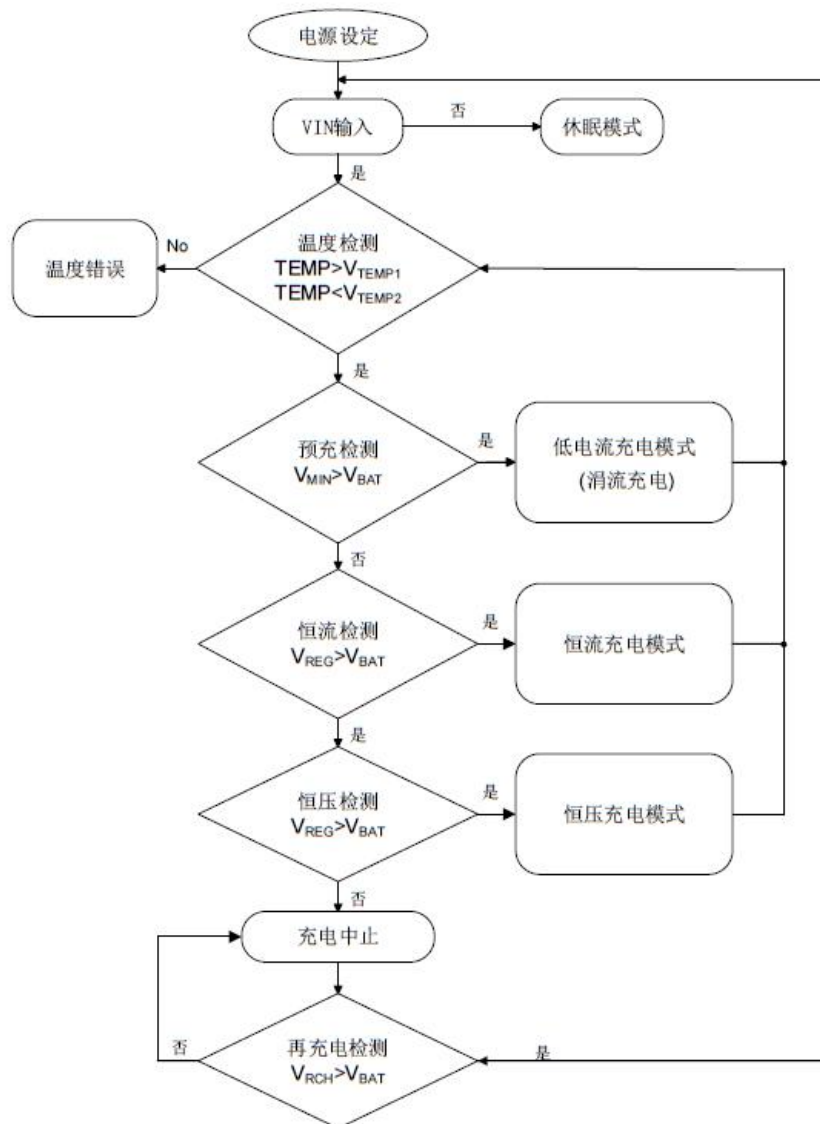 电源设定
VIN输入
否
休眠模式
是
温度检测
TEMP>VTEMP1
TEMP<VTEMP2
No
温度错误
是
预充检测
VMIN>VBAT
是
低电流充电模式
(涓流充电)
否
恒流检测
VREG>VBAT
是
恒流充电模式
是
恒压检测
VREG>VBAT
是
恒压充电模式
否
充电中止
再充电检测
VRCH>VBAT
否
是